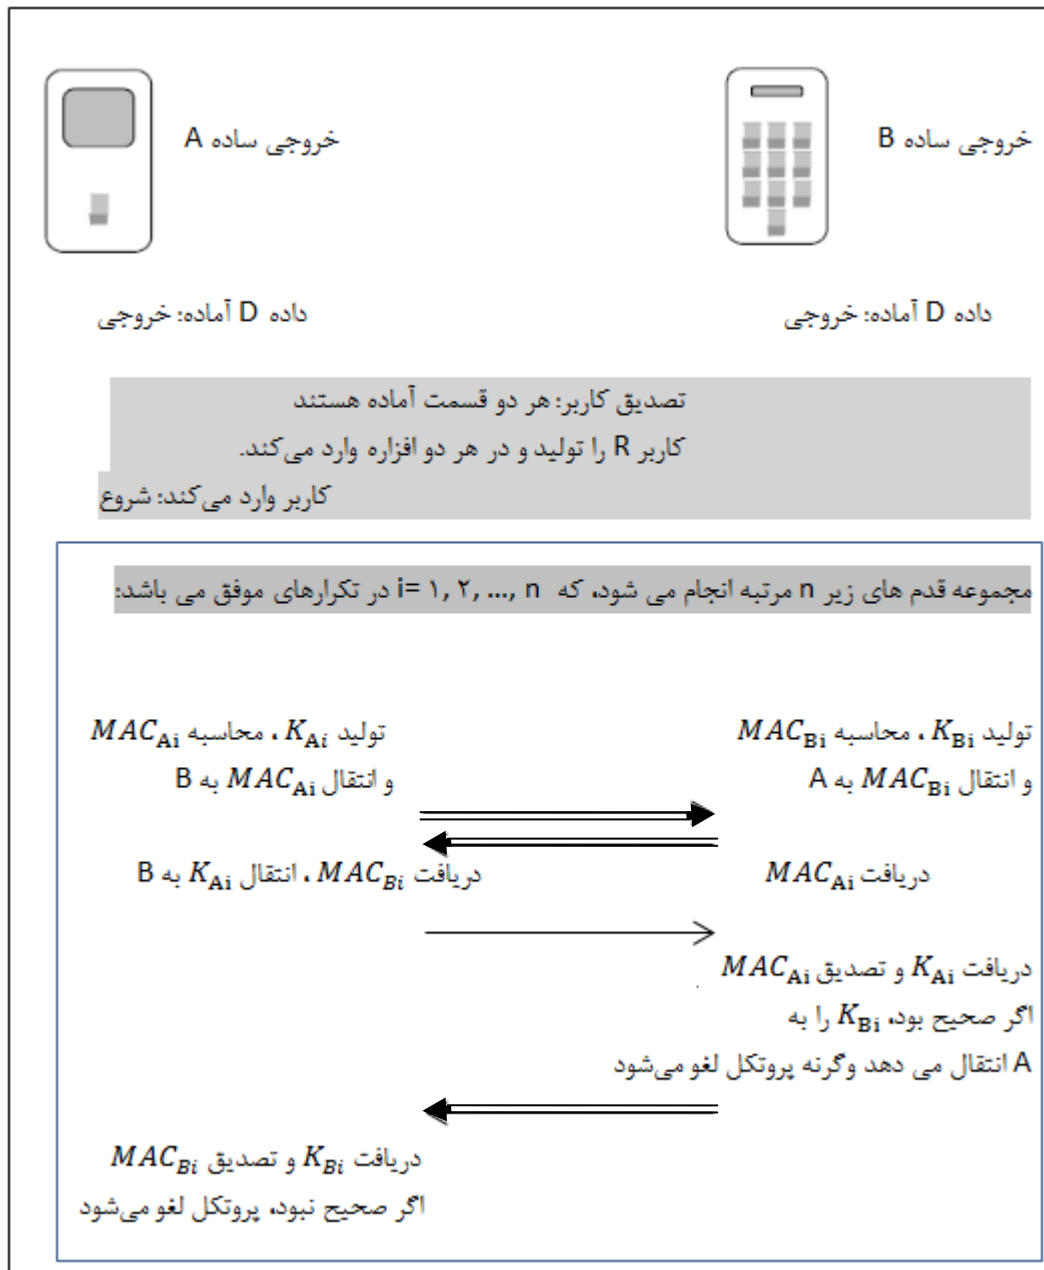 خروجی ساده B
خروجی ساده A
داده D آماده: خروجی
داده D آماده: خروجی
تصدیق کاربر: هر دو قسمت آماده هستند
کاربر R را تولید و در هر دو افزاره وارد می‌کند.
کاربر وارد می‌کند: شروع
مجموعه قدم های زیر n مرتبه انجام می شود، که i= ۱, ۲, ..., n در تکرارهای موفق می باشد:
تولید K_Bi ، محاسبه MAC_Bi
و انتقال MAC_Bi به A
تولید K_Ai ، محاسبه MAC_Ai
و انتقال MAC_Ai به B
دریافت MAC_Ai
دریافت MAC_Bi ، انتقال K_Ai به B
دریافت K_Ai و تصدیق MAC_Ai
اگر صحیح بود، K_Bi را به
A انتقال می دهد وگرنه پروتکل لغو می‌شود
دریافت K_Bi و تصدیق MAC_Bi
اگر صحیح نبود، پروتکل لغو می‌شود